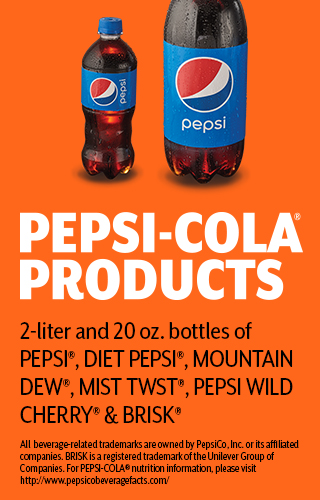 pepsi
pepsi
PEPSI-COLA®
PRODUCTS
2-liter and 20 oz. bottles of
PEPSI®, DIET PEPSI®, MOUNTAIN
DEW®, MIST TWST®, PEPSI WILD
CHERRY® & BRISK®
All beverage-related trademarks are owned by PepsiCo, Inc. or its affiliated
companies. BRISK is a registered trademark of the Unilever Group of
Companies. For PEPSI-COLA® nutrition information, please visit
http://www.pepsicobeveragefacts.com/